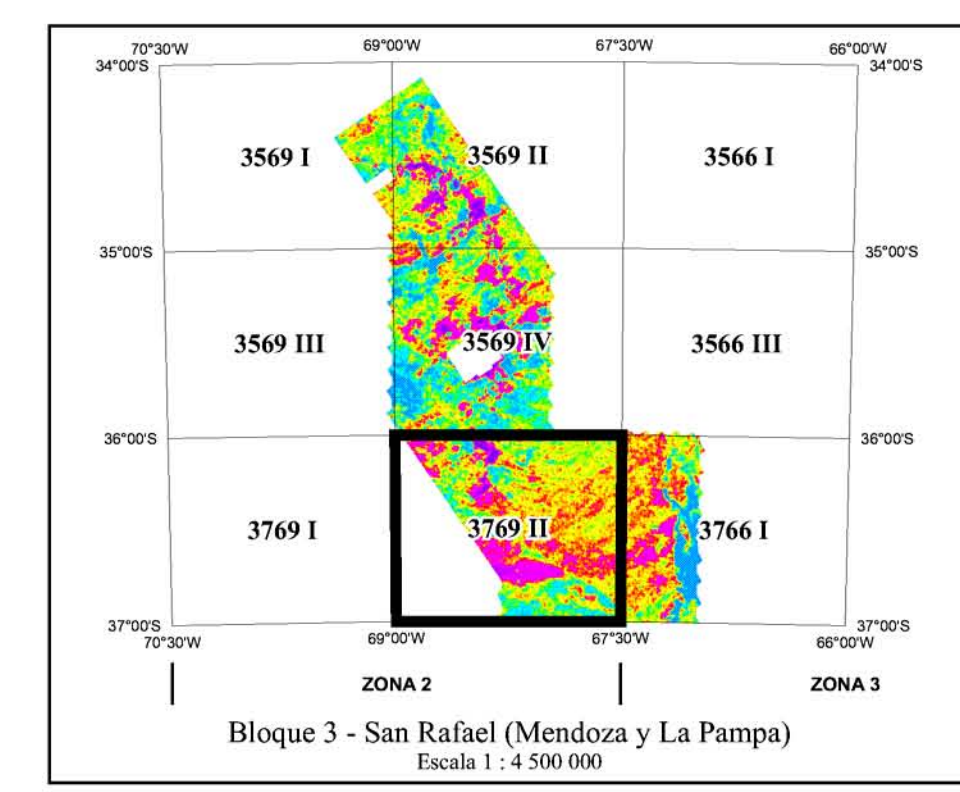 70°30'W 69°00'W 67°30'W 66°00'W
34°00'S 34°00'S
3569 I 3569 II 3566 I
35°00'S 35°00'S
3569 III 3569 IV 3566 III
36°00'S 36°00'S
3769 I 3769 II 3766 I
37°00'S 37°00'S
70°30'W 69°00'W 67°30'W 66°00'W
ZONA 2 ZONA 3
Bloque 3 - San Rafael (Mendoza y La Pampa)
Escala 1 : 4 500 000